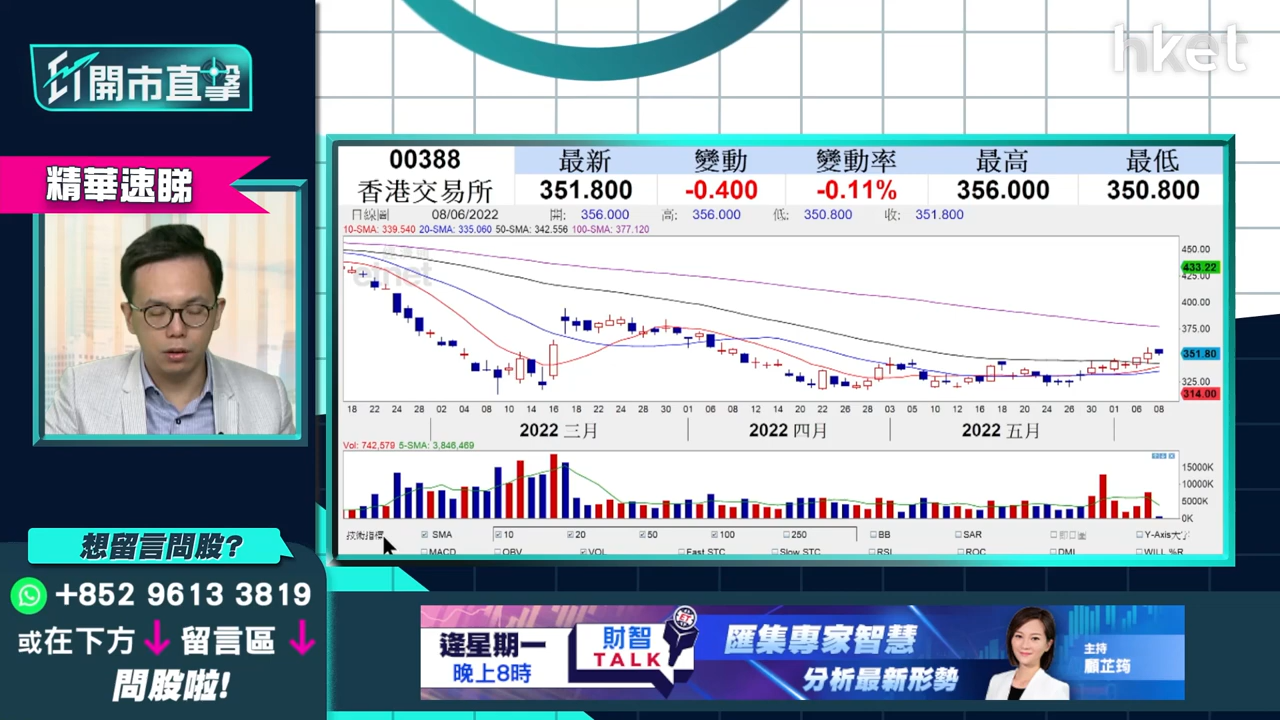 hket
開市直擊
精華速睇
00388
香港交易所
最新 變動 變動率 最高 最低
351.800 -0.400 -0.11% 356.000 350.800
日線圖 08/06/2022 開: 356.000 高: 356.000 低: 350.800 收: 351.800
10-SMA: 339.540 20-SMA: 335.060 50-SMA: 342.556 100-SMA: 377.120
etnet
450.00
433.22
425.00
400.00
375.00
351.80
325.00
314.00
18 22 24 28 02 04 08 10 14 16 18 22 24 28 30 01 06 08 12 14 20 22 26 28 03 05 10 12 16 18 20 24 26 30 01 06 08
2022 三月 2022 四月 2022 五月
Vol: 742,579 5-SMA: 3,846,469
15000K
10000K
5000K
0K
技術指標 SMA 10 20 50 100 250 BB SAR Y-Axis大字
MACD OBV VOL Fast STC Slow STC RSI ROC DMI WILL %R
想留言問股?
+852 9613 3819
或在下方 留言區
問股啦!
逢星期一
晚上8時
財智
TALK
匯集專家智慧
分析最新形勢
主持
顧芷筠